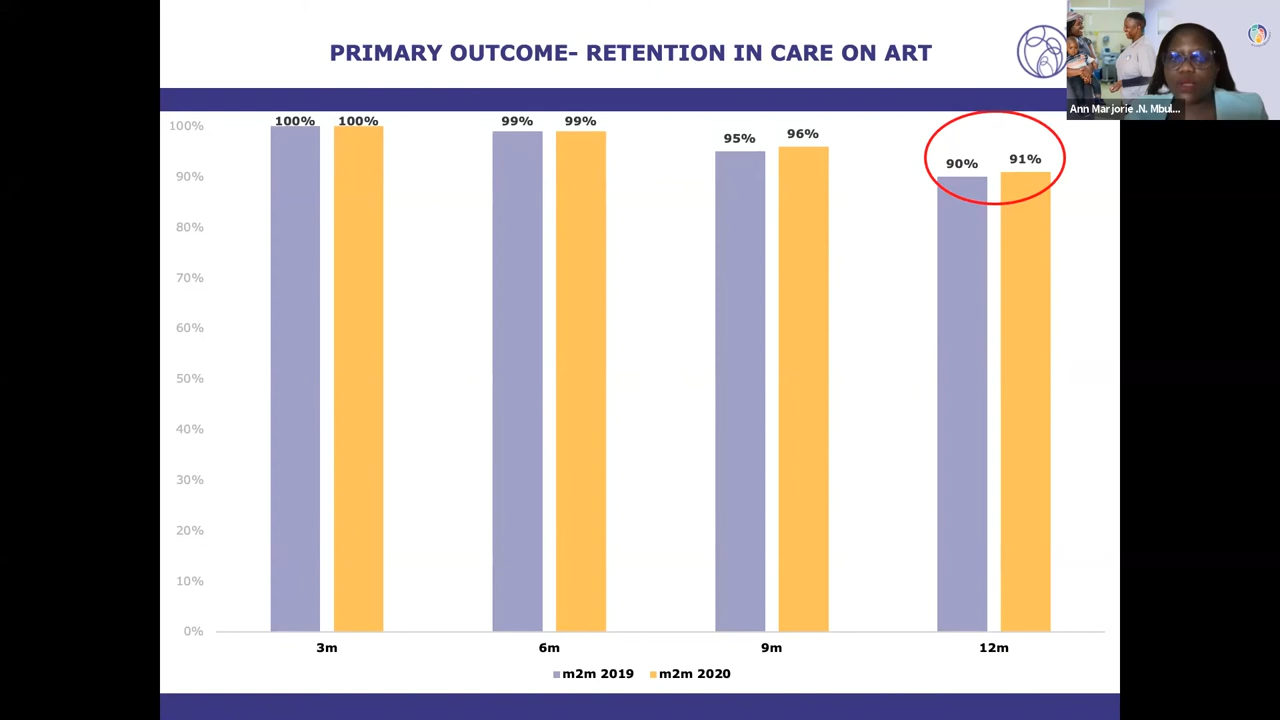 PRIMARY OUTCOME- RETENTION IN CARE ON ART
Ann Marjorie .N. Mbul...
100% 100% 99% 99% 95% 96% 90% 91%
100%
90%
80%
70%
60%
50%
40%
30%
20%
10%
0%
3m 6m 9m 12m
m2m 2019 m2m 2020